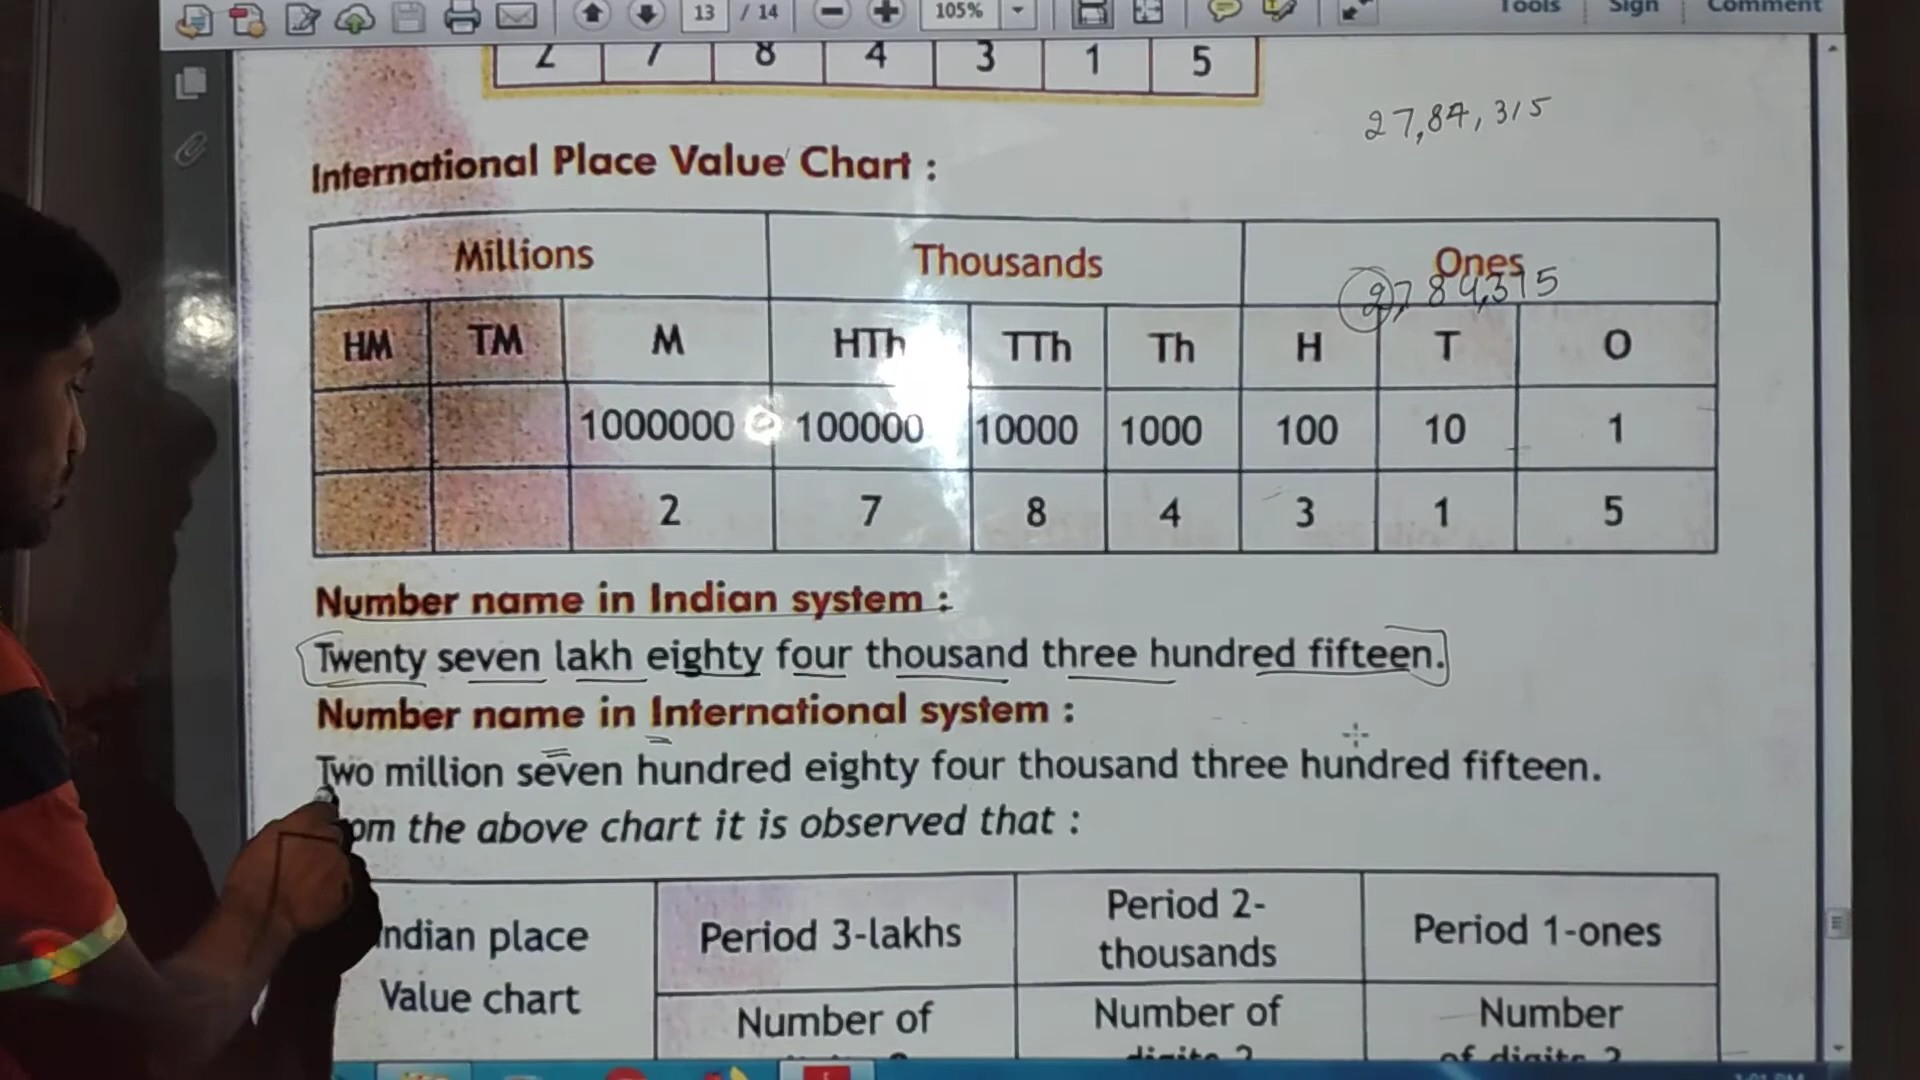 13 / 14 105% Tools Sign Comment
2 7 8 4 3 1 5
27,84,315
International Place Value Chart :
Millions Thousands Ones
2,784,315
HM TM M HTh TTh Th H T O
1000000 100000 10000 1000 100 10 1
2 7 8 4 3 1 5
Number name in Indian system :
Twenty seven lakh eighty four thousand three hundred fifteen.
Number name in International system :
Two million seven hundred eighty four thousand three hundred fifteen.
om the above chart it is observed that :
ndian place Value chart
Period 3-lakhs
Period 2-
thousands
Period 1-ones
Number of
Number of
Number